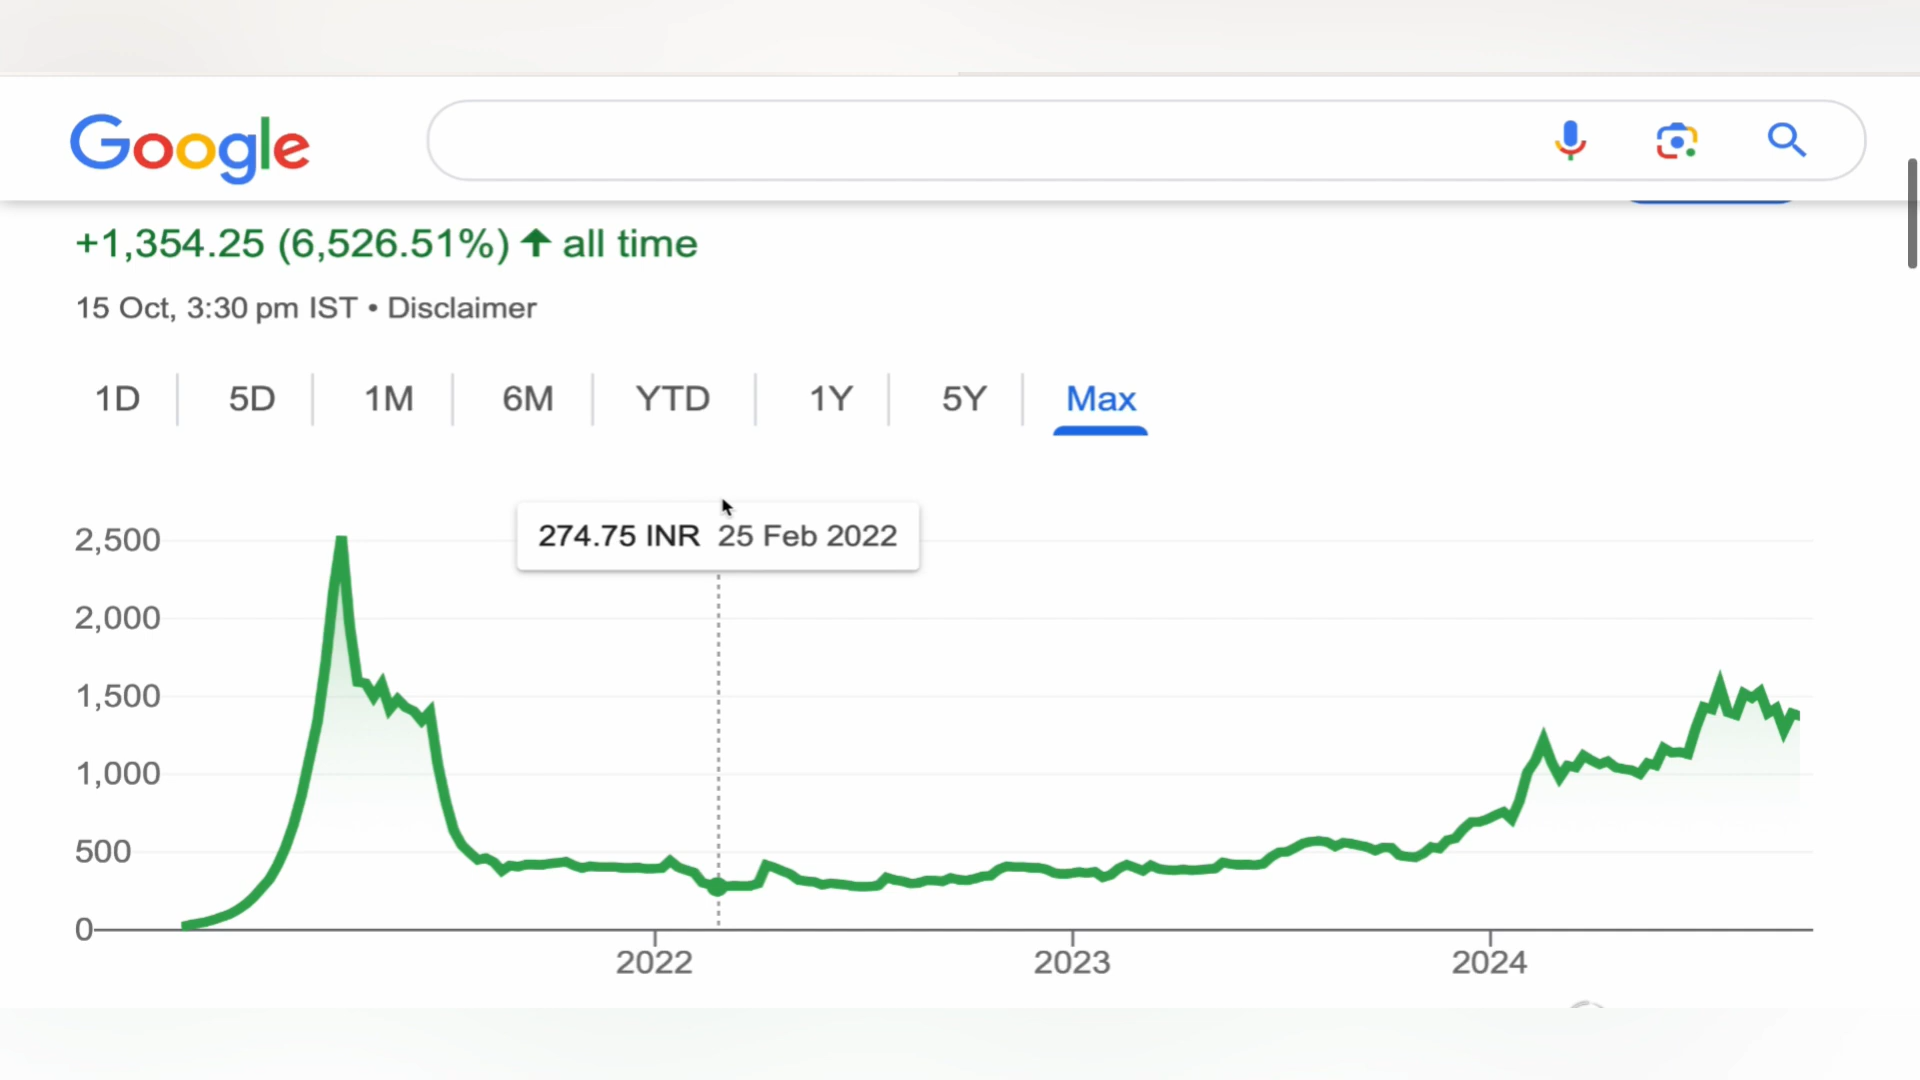 Google
+1,354.25 (6,526.51%) ↑ all time
15 Oct, 3:30 pm IST • Disclaimer
1D 5D 1M 6M YTD 1Y 5Y Max
274.75 INR 25 Feb 2022
2,500
2,000
1,500
1,000
500
0
2022 2023 2024